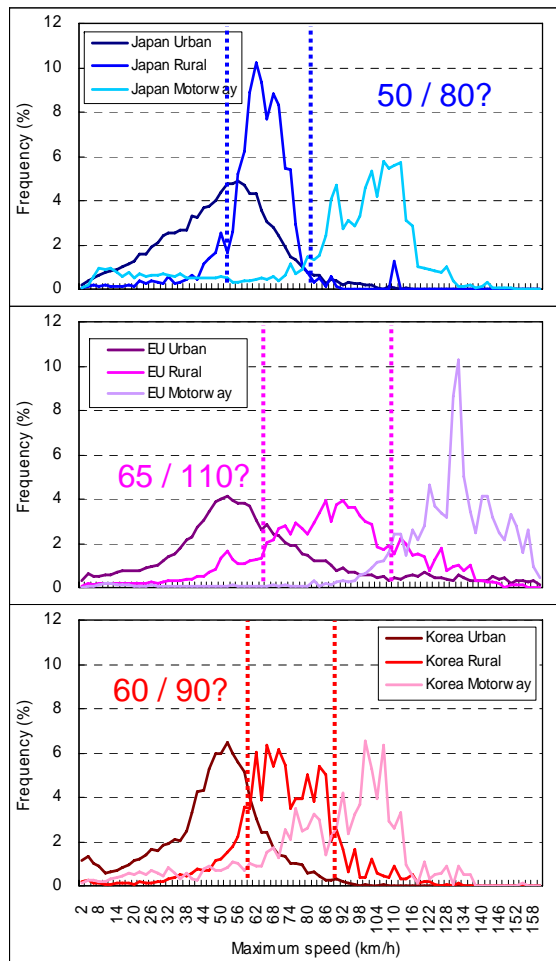 12
10
8
6
4
2
0
Frequency (%)
Japan Urban
Japan Rural
Japan Motorway
50 / 80?
12
10
8
6
4
2
0
Frequency (%)
EU Urban
EU Rural
EU Motorway
65 / 110?
12
10
8
6
4
2
0
Frequency (%)
Korea Urban
Korea Rural
Korea Motorway
60 / 90?
2 8 14 20 26 32 38 44 50 56 62 68 74 80 86 92 98 104 110 116 122 128 134 140 146 152 158
Maximum speed (km/h)